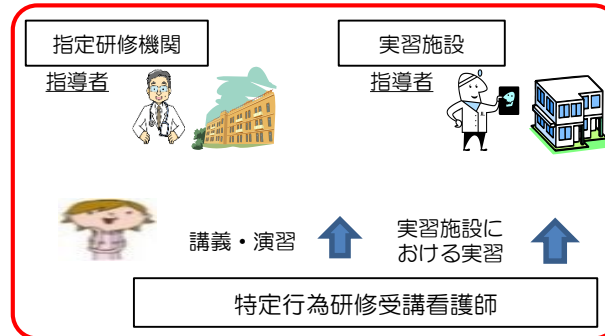 指定研修機関
実習施設
指導者
指導者
講義・演習
実習施設に
おける実習
特定行為研修受講看護師